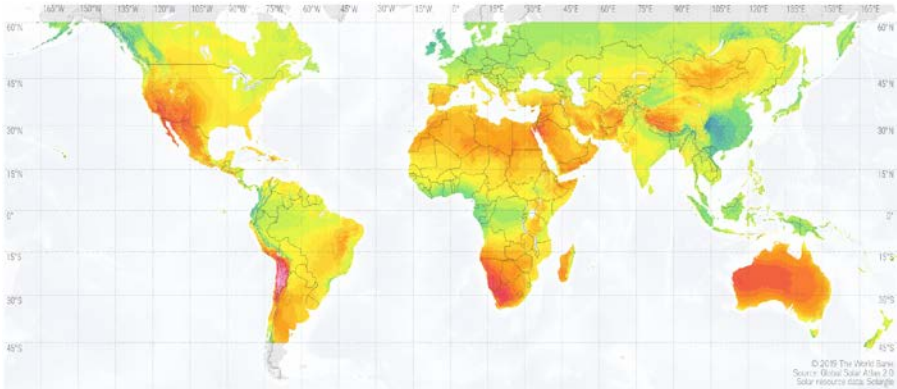 165°W 135°W 120°W 105°W 90°W 75°W 60°W 45°W 30°W 15°W 0° 15°E 30°E 45°E 60°E 75°E 90°E 105°E 120°E 135°E 155°E 165°E
60°N 60°N
45°N 45°N
30°N 30°N
15°N 15°N
0° 0°
15°S 15°S
30°S 30°S
45°S 45°S
© 2019 The World Bank
Source: Global Solar Atlas 2.0
Solar resource data: Solargis